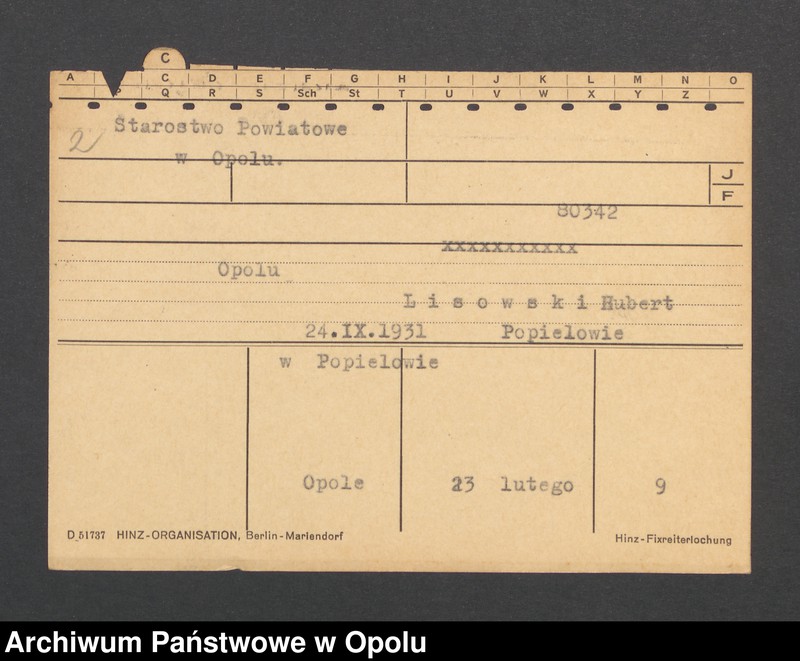 C
A C D E F G H I J K L M N O
P Q R S Sch St T U V W X Y Z
2
Starostwo Powiatowe
w Opolu.
J
F
80342
xxxxxxxxxxx
Opolu
L i s o w s k i Hubert
24.IX.1931 Popielowie
w Popielowie
Opole 23 lutego 9
D_51737 HINZ-ORGANISATION, Berlin-Mariendorf Hinz-Fixreiterlochung
Archiwum Państwowe w Opolu